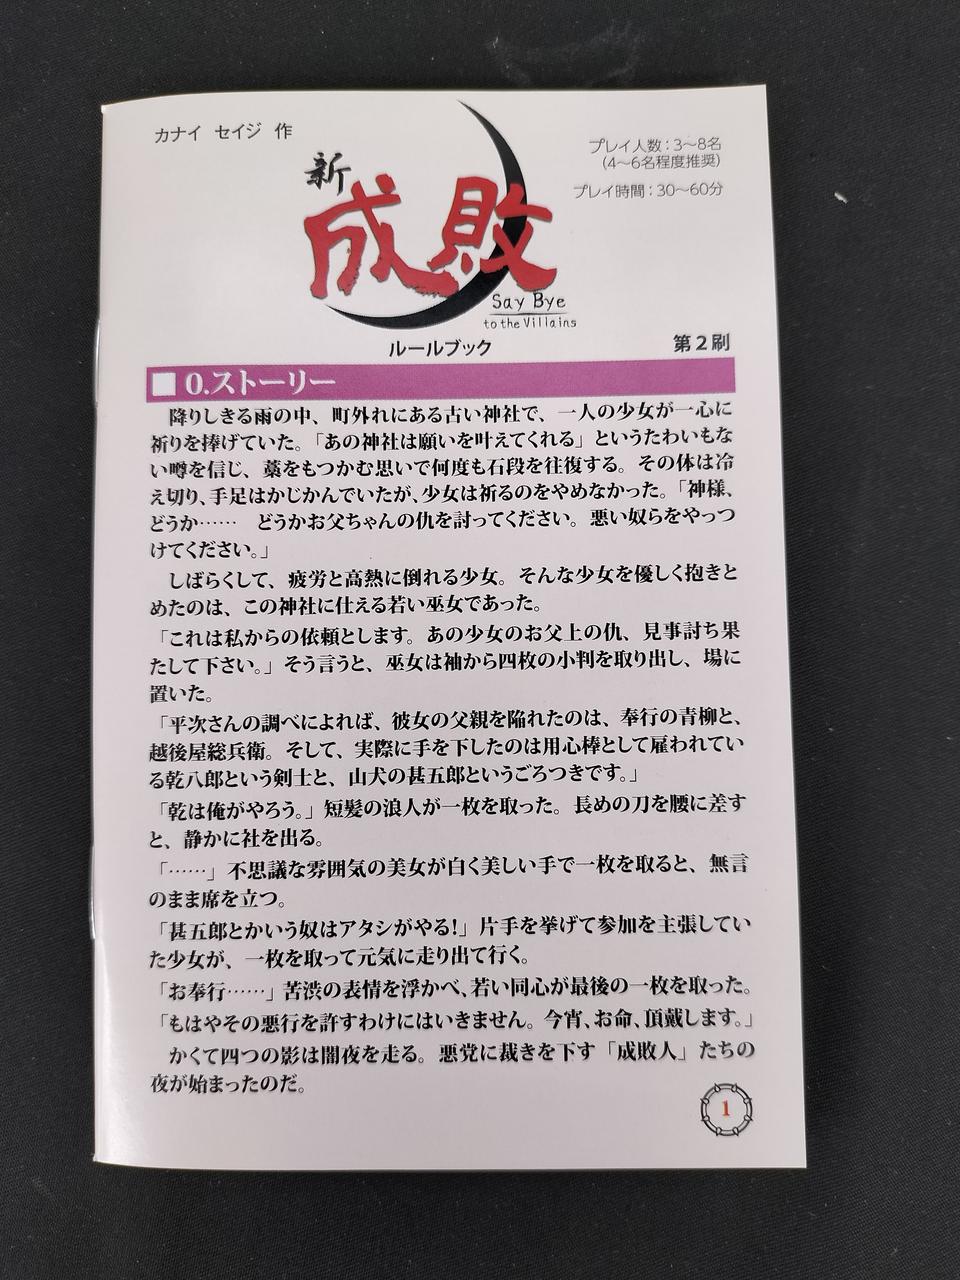 カナイ セイジ 作
プレイ人数：3～8名
（4～6名程度推奨）
プレイ時間：30～60分
新
成敗
Say Bye
to the Villains
ルールブック
第2刷
0.ストーリー
降りしきる雨の中、町外れにある古い神社で、一人の少女が一心に
祈りを捧げていた。「あの神社は願いを叶えてくれる」というたわいもな
い噂を信じ、藁をもつかむ思いで何度も石段を往復する。その体は冷
え切り、手足はかじかんでいたが、少女は祈るのをやめなかった。「神様、
どうか…… どうかお父ちゃんの仇を討ってください。悪い奴らをやっつ
けてください。」
しばらくして、疲労と高熱に倒れる少女。そんな少女を優しく抱きと
めたのは、この神社に仕える若い巫女であった。
「これは私からの依頼とします。あの少女のお父上の仇、見事討ち果
たして下さい。」そう言うと、巫女は袖から四枚の小判を取り出し、場に
置いた。
「平次さんの調べによれば、彼女の父親を陥れたのは、奉行の青柳と、
越後屋総兵衛。そして、実際に手を下したのは用心棒として雇われてい
る乾八郎という剣士と、山犬の甚五郎というごろつきです。」
「乾は俺がやろう。」短髪の浪人が一枚を取った。長めの刀を腰に差す
と、静かに社を出る。
「……」不思議な雰囲気の美女が白く美しい手で一枚を取ると、無言
のまま席を立つ。
「甚五郎とかいう奴はアタシがやる!」片手を挙げて参加を主張してい
た少女が、一枚を取って元気に走り出て行く。
「お奉行……」苦渋の表情を浮かべ、若い同心が最後の一枚を取った。
「もはやその悪行を許すわけにはいきません。今宵、お命、頂戴します。」
かくて四つの影は闇夜を走る。悪党に裁きを下す「成敗人」たちの
夜が始まったのだ。
1